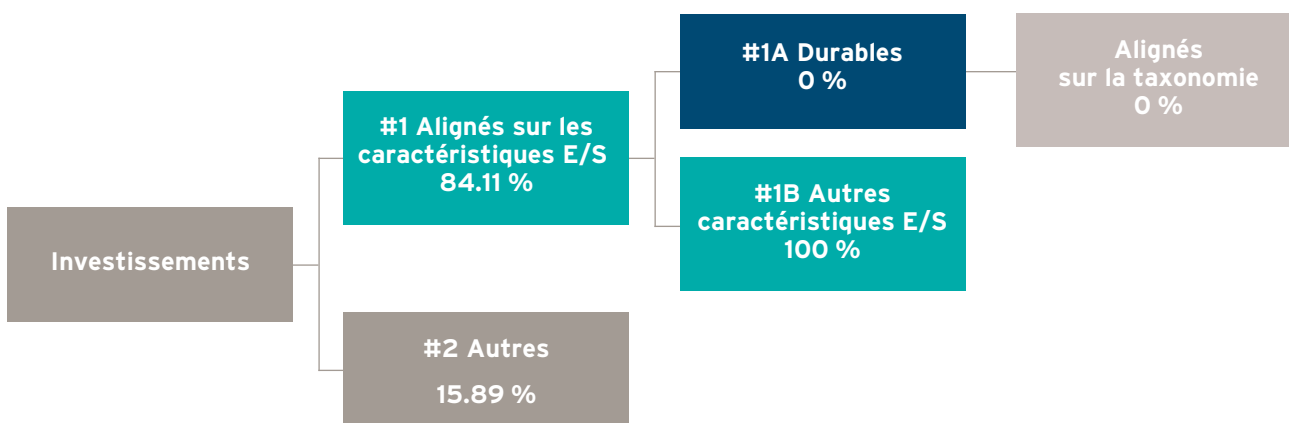 Investissements
#1 Alignés sur les
caractéristiques E/S
84.11 %
#2 Autres
15.89 %
#1A Durables
0 %
#1B Autres
caractéristiques E/S
100 %
Alignés
sur la taxonomie
0 %